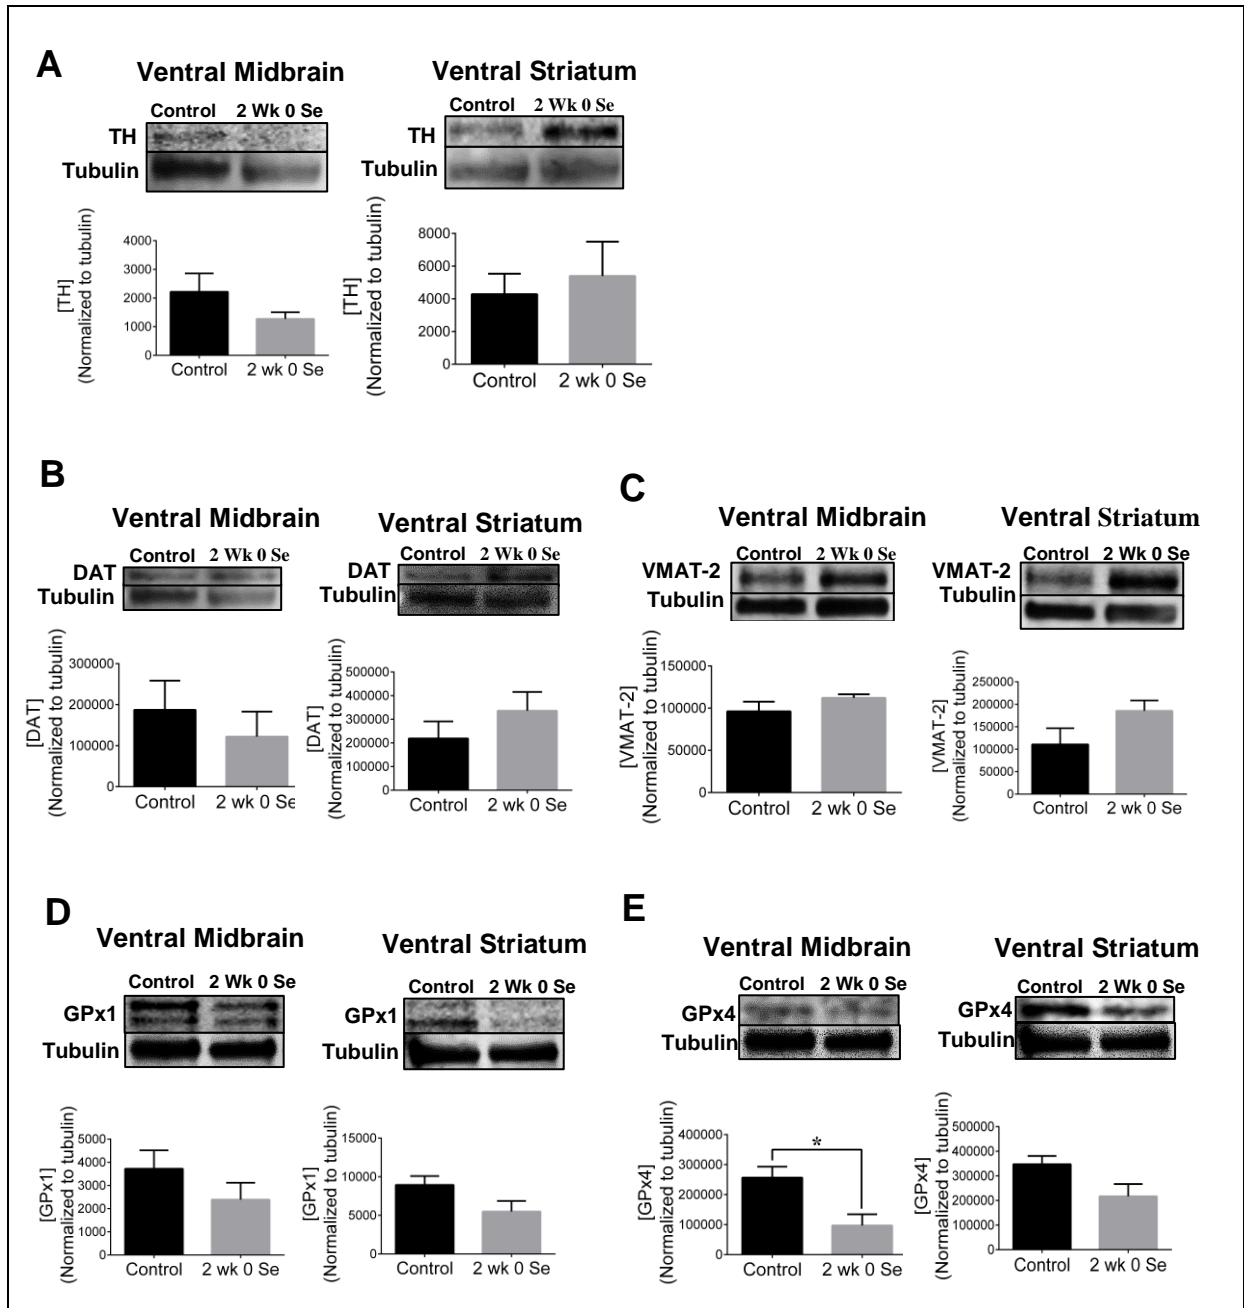 A
Ventral Midbrain
Control 2 Wk 0 Se
TH
Tubulin
[TH]
(Normalized to tubulin)
4000
3000
2000
1000
0
Control 2 wk 0 Se
Ventral Striatum
Control 2 Wk 0 Se
TH
Tubulin
[TH]
(Normalized to tubulin)
8000
6000
4000
2000
0
Control 2 wk 0 Se
B
Ventral Midbrain
Control 2 Wk 0 Se
DAT
Tubulin
[DAT]
(Normalized to tubulin)
300000
200000
100000
0
Control 2 wk 0 Se
Ventral Striatum
Control 2 Wk 0 Se
DAT
Tubulin
[DAT]
(Normalized to tubulin)
500000
400000
300000
200000
100000
0
Control 2 wk 0 Se
C
Ventral Midbrain
Control 2 Wk 0 Se
VMAT-2
Tubulin
[VMAT-2]
(Normalized to tubulin)
150000
100000
50000
0
Control 2 wk 0 Se
Ventral Striatum
Control 2 Wk 0 Se
VMAT-2
Tubulin
[VMAT-2]
(Normalized to tubulin)
250000
200000
150000
100000
50000
0
Control 2 wk 0 Se
D
Ventral Midbrain
Control 2 Wk 0 Se
GPx1
Tubulin
[GPx1]
(Normalized to tubulin)
5000
4000
3000
2000
1000
0
Control 2 wk 0 Se
Ventral Striatum
Control 2 Wk 0 Se
GPx1
Tubulin
[GPx1]
(Normalized to tubulin)
15000
10000
5000
0
Control 2 wk 0 Se
E
Ventral Midbrain
Control 2 Wk 0 Se
GPx4
Tubulin
[GPx4]
(Normalized to tubulin)
400000
300000
200000
100000
0
*
Control 2 wk 0 Se
Ventral Striatum
Control 2 Wk 0 Se
GPx4
Tubulin
[GPx4]
(Normalized to tubulin)
500000
400000
300000
200000
100000
0
Control 2 wk 0 Se